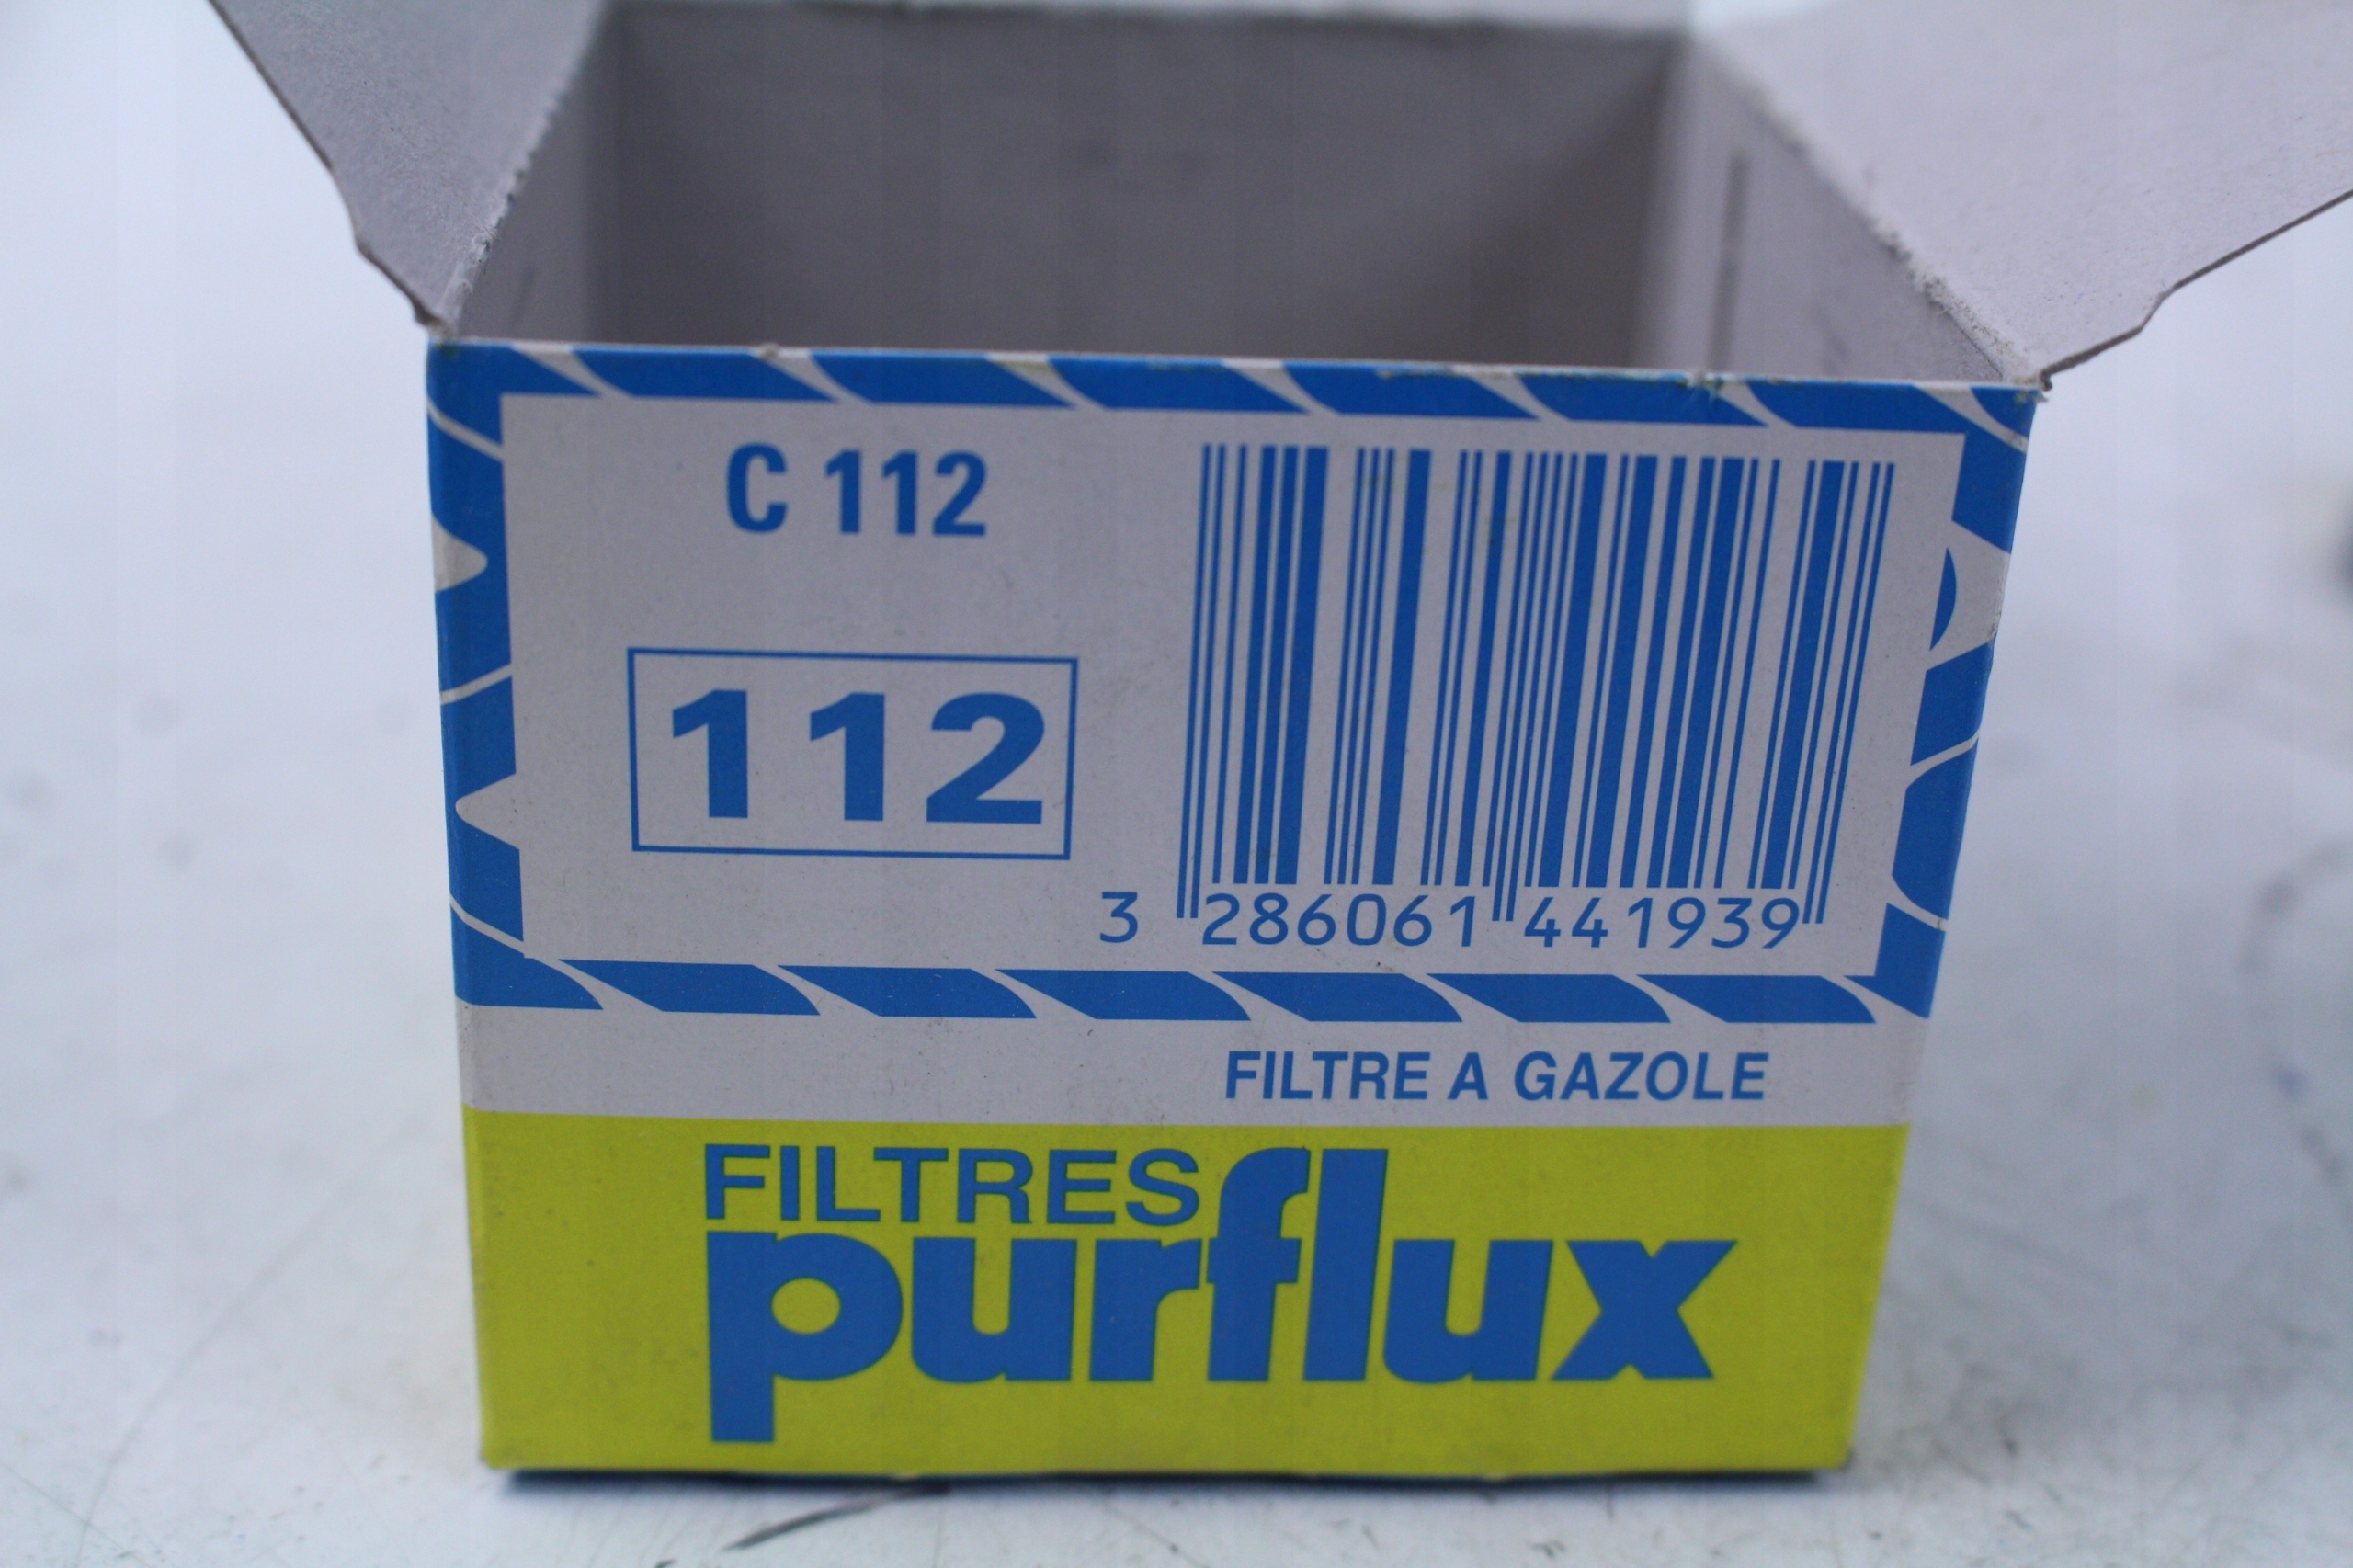 C 112
112
3 286061 441939
FILTRE A GAZOLE
FILTRES
purflux